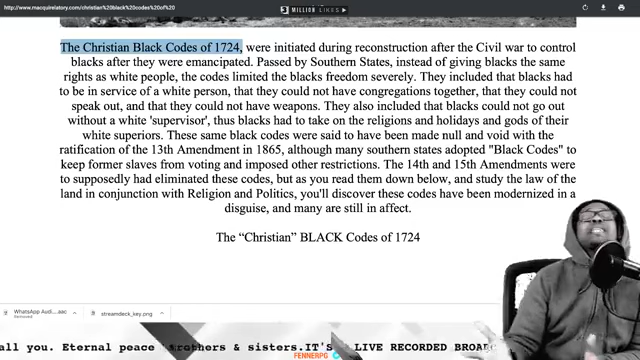 www.macquirelatory.com/christian%20black%20codes%20of%20
3 MILLION LIKES
The Christian Black Codes of 1724, were initiated during reconstruction after the Civil war to control
blacks after they were emancipated. Passed by Southern States, instead of giving blacks the same
rights as white people, the codes limited the blacks freedom severely. They included that blacks had
to be in service of a white person, that they could not have congregations together, that they could not
speak out, and that they could not have weapons. They also included that blacks could not go out
without a white 'supervisor', thus blacks had to take on the religions and holidays and gods of their
white superiors. These same black codes were said to have been made null and void with the
ratification of the 13th Amendment in 1865, although many southern states adopted "Black Codes" to
keep former slaves from voting and imposed other restrictions. The 14th and 15th Amendments were
to supposedly had eliminated these codes, but as you read them down below, and study the law of the
land in conjunction with Religion and Politics, you'll discover these codes have been modernized in a
disguise, and many are still in affect.
The “Christian” BLACK Codes of 1724
WhatsApp Aud....aac
Removed
streamdeck_key.png
all you. Eternal peace brothers & sisters.IT'S LIVE RECORDED BROADC
FENNERPG